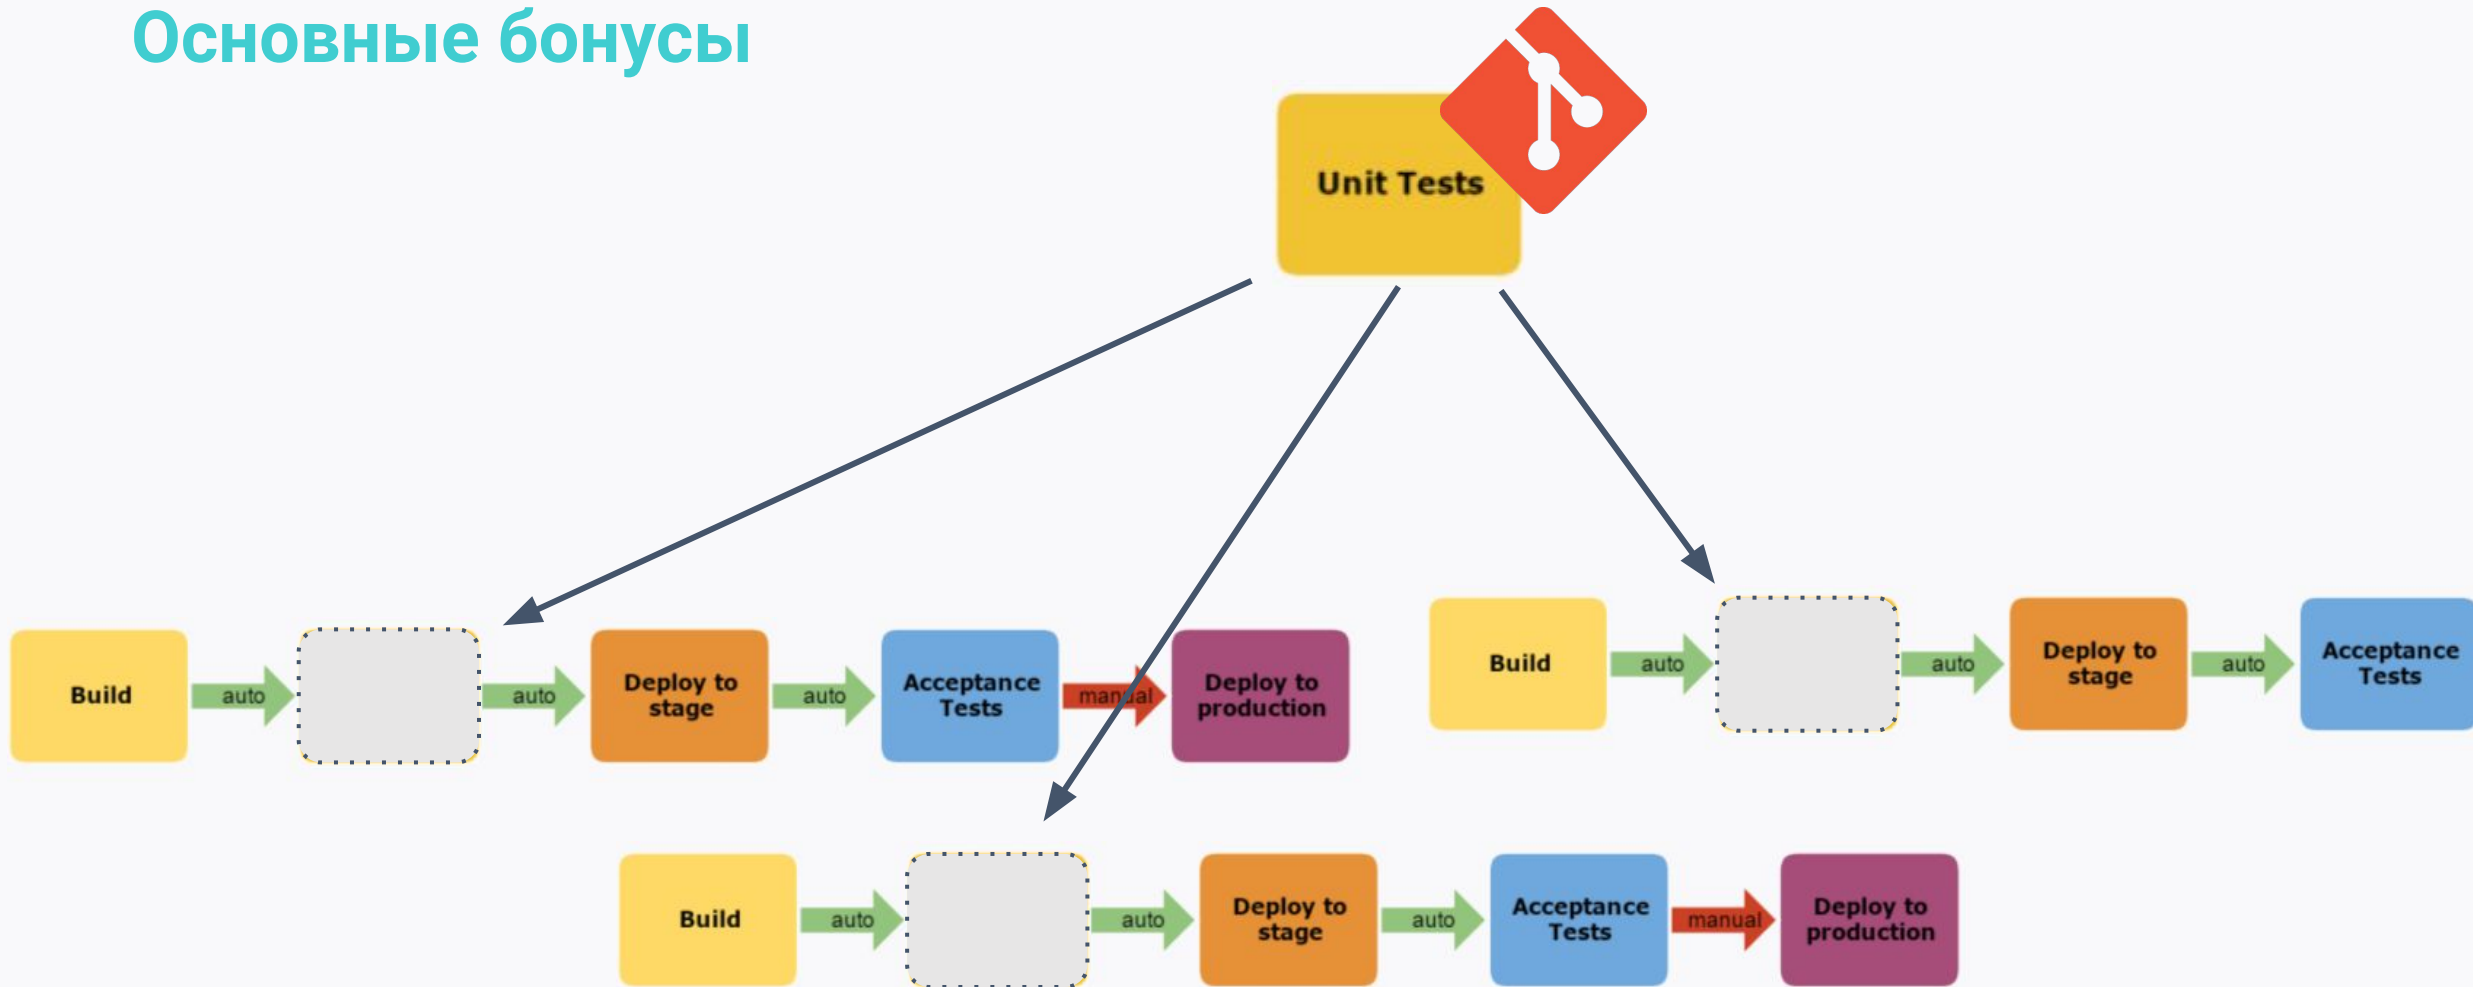 Основные бонусы
Unit Tests
Build
auto
auto
Deploy to
stage
auto
Acceptance
Tests
manual
Deploy to
production
Build
auto
auto
Deploy to
stage
auto
Acceptance
Tests
Build
auto
auto
Deploy to
stage
auto
Acceptance
Tests
manual
Deploy to
production